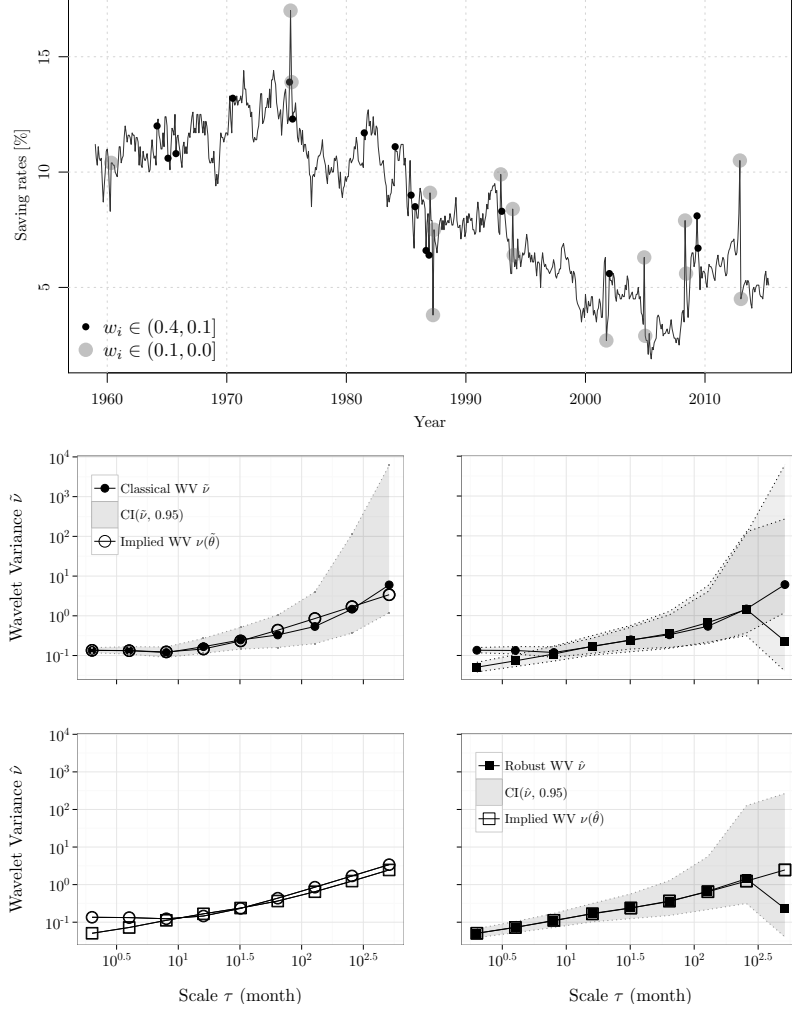 15
10
5
Saving rates [%]
w_i ∈ (0.4, 0.1]
w_i ∈ (0.1, 0.0]
1960 1970 1980 1990 2000 2010
Year
10^4
10^3
10^2
10^1
10^0
10^-1
Wavelet Variance ν̃
Classical WV ν̃
CI(ν̃, 0.95)
Implied WV ν(θ̃)
10^4
10^3
10^2
10^1
10^0
10^-1
Wavelet Variance ν̂
Robust WV ν̂
CI(ν̂, 0.95)
Implied WV ν(θ̂)
10^0.5 10^1 10^1.5 10^2 10^2.5
10^0.5 10^1 10^1.5 10^2 10^2.5
Scale τ (month)
Scale τ (month)